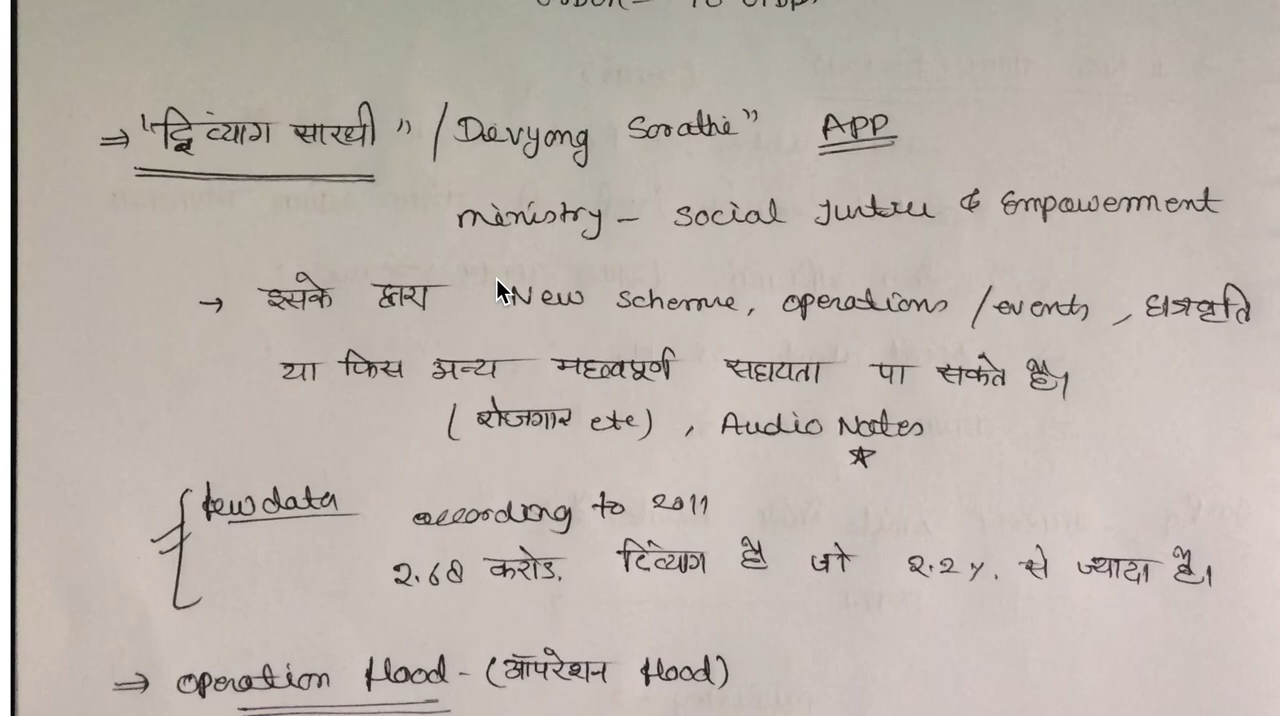 ⇒ "दिव्यांग सारथी" / Devyang Sarathi" APP
ministry - social Justice & Empowerment
→ इसके द्वारा New scheme, operations / events, छात्रवृति
या किस अन्य महत्वपूर्ण सहायता पा सकते है।
(रोजगार etc), Audio Notes
few data according to 2011
2.68 करोड. दिव्यांग है जो 2.2%. से ज्यादा है।
⇒ operation flood - (ऑपरेशन flood)